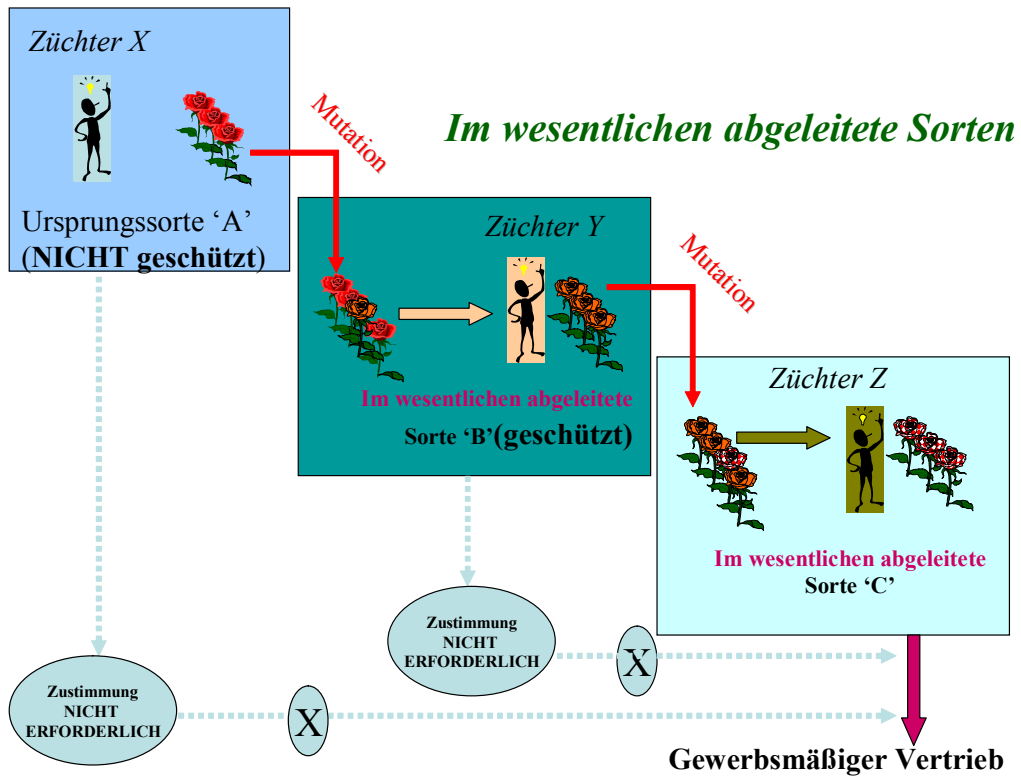 Züchter X
Mutation
Im wesentlichen abgeleitete Sorten
Ursprungssorte ‘A’
(NICHT geschützt)
Züchter Y
Mutation
Im wesentlichen abgeleitete
Sorte ‘B’(geschützt)
Züchter Z
Im wesentlichen abgeleitete
Sorte ‘C’
Zustimmung
NICHT
ERFORDERLICH
X
Zustimmung
NICHT
ERFORDERLICH
X
Gewerbsmäßiger Vertrieb